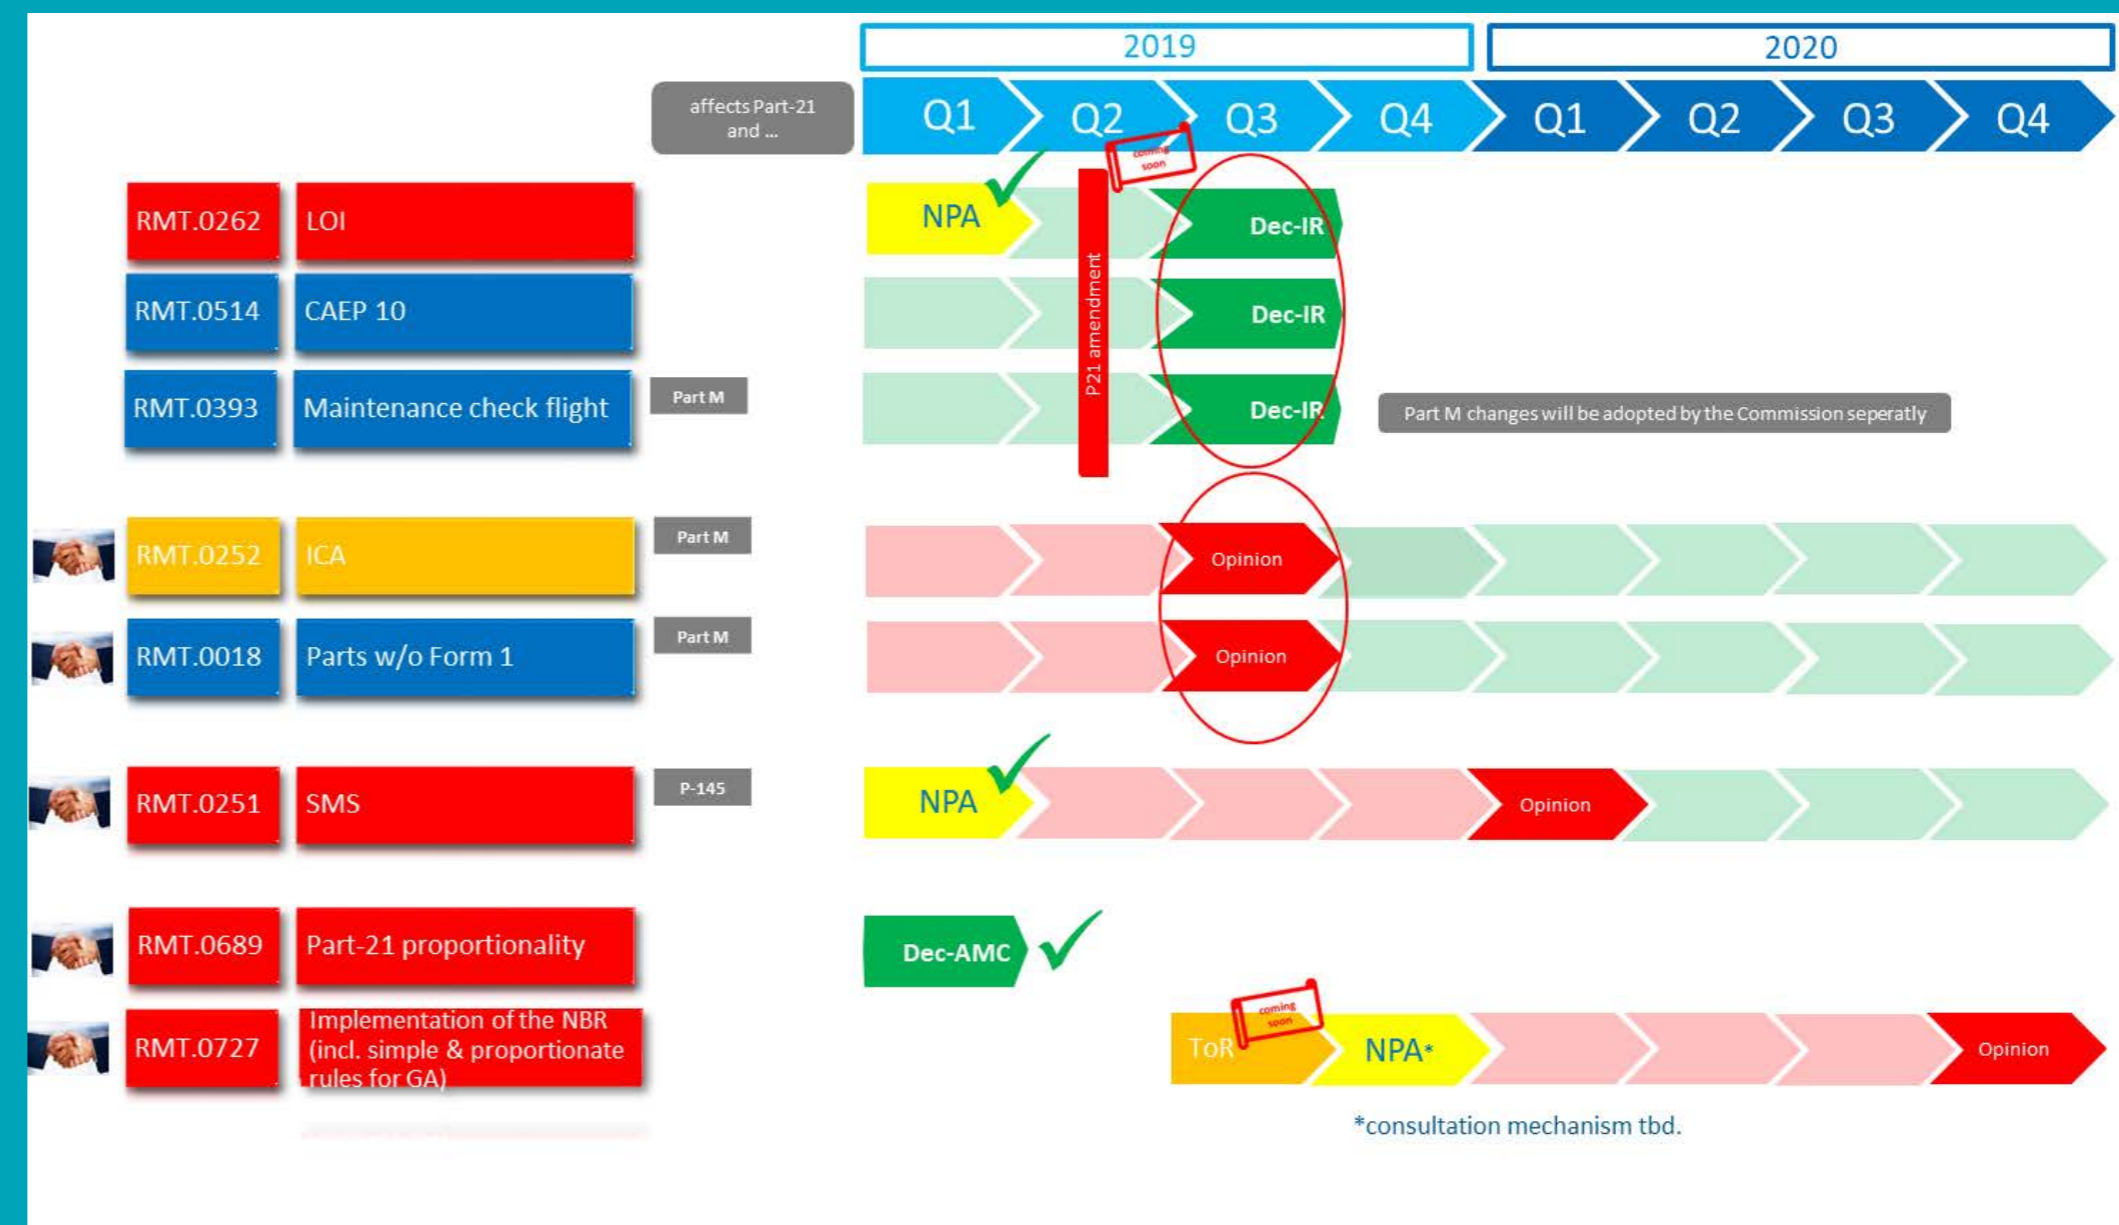 2019
2020
affects Part-21
and ...
Q1
Q2
Q3
Q4
Q1
Q2
Q3
Q4
coming
soon
P21 amendment
RMT.0262
LOI
NPA
Dec-IR
RMT.0514
CAEP 10
Dec-IR
RMT.0393
Maintenance check flight
Part M
Dec-IR
Part M changes will be adopted by the Commission seperatly
RMT.0252
ICA
Part M
Opinion
RMT.0018
Parts w/o Form 1
Part M
Opinion
RMT.0251
SMS
P-145
NPA
Opinion
RMT.0689
Part-21 proportionality
Dec-AMC
RMT.0727
Implementation of the NBR
(incl. simple & proportionate
rules for GA)
ToR
coming
soon
NPA*
Opinion
*consultation mechanism tbd.